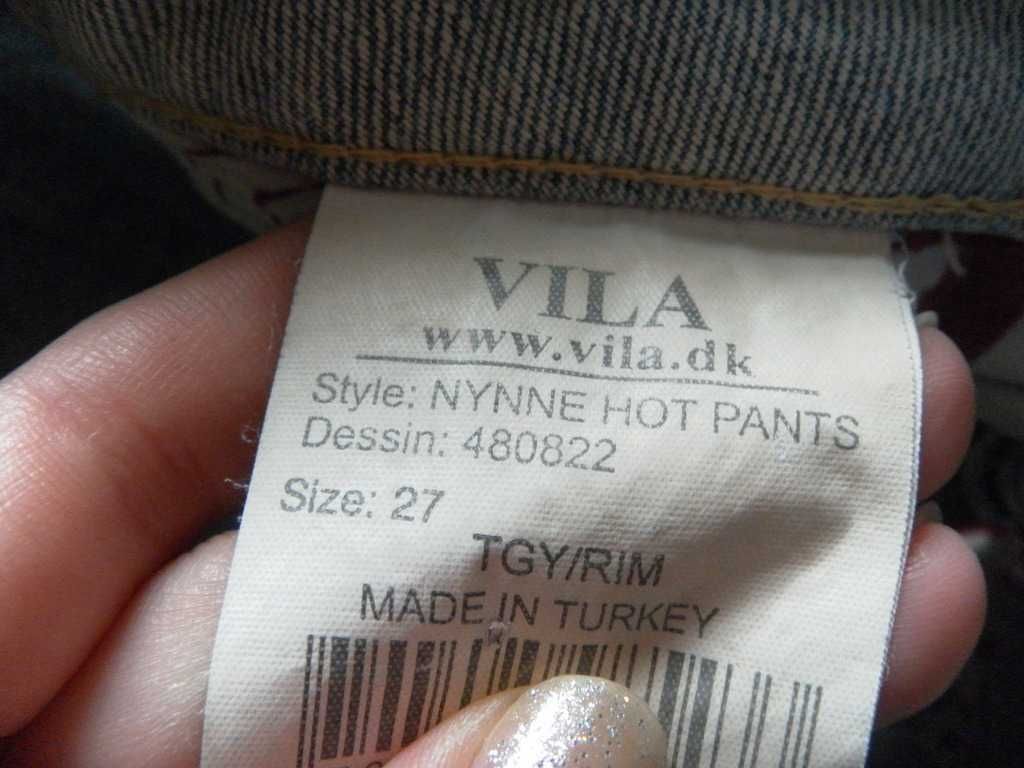 VILA
www.vila.dk
Style: NYNNE HOT PANTS
Dessin: 480822
Size: 27
TGY/RIM
MADE IN TURKEY